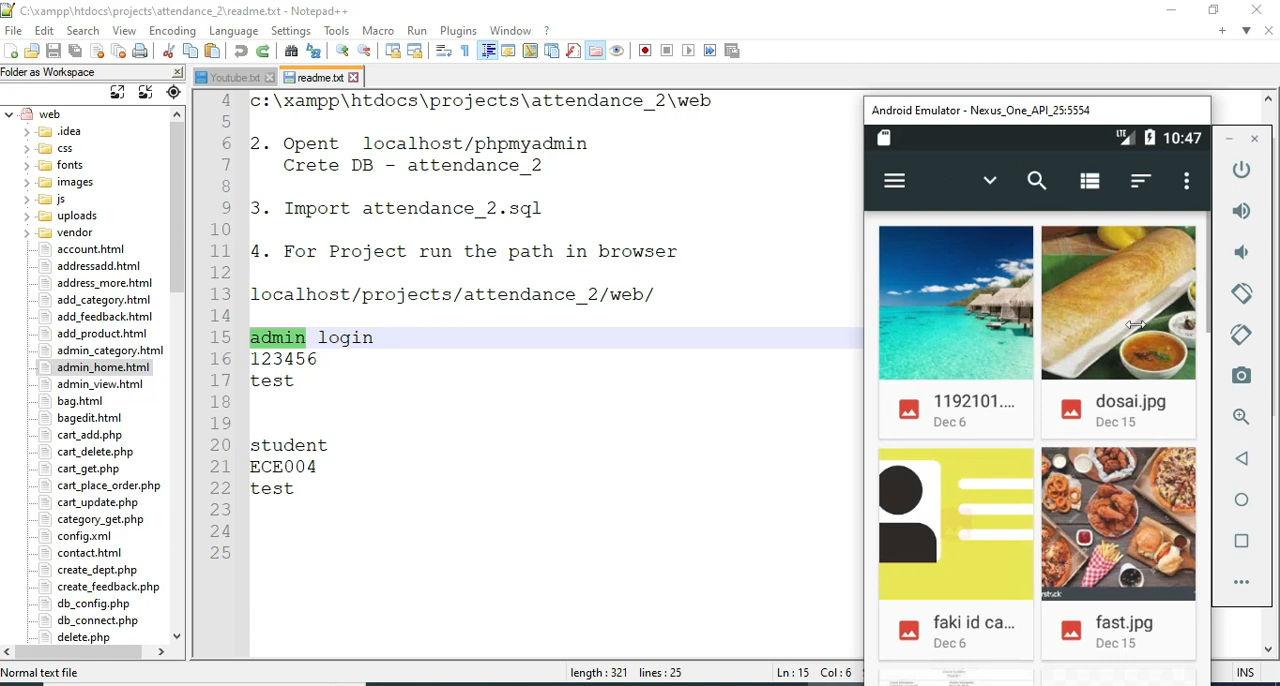 C:\xampp\htdocs\projects\attendance_2\readme.txt - Notepad++
File Edit Search View Encoding Language Settings Tools Macro Run Plugins Window ?
Folder as Workspace
Youtube.txt readme.txt
web
.idea
css
fonts
images
js
uploads
vendor
account.html
addressadd.html
address_more.html
add_category.html
add_feedback.html
add_product.html
admin_category.html
admin_home.html
admin_view.html
bag.html
bagedit.html
cart_add.php
cart_delete.php
cart_get.php
cart_place_order.php
cart_update.php
category_get.php
config.xml
contact.html
create_dept.php
create_feedback.php
db_config.php
db_connect.php
delete.php
4 c:\xampp\htdocs\projects\attendance_2\web
5
6 2. Opent localhost/phpmyadmin
7 Crete DB - attendance_2
8
9 3. Import attendance_2.sql
10
11 4. For Project run the path in browser
12
13 localhost/projects/attendance_2/web/
14
15 admin login
16 123456
17 test
18
19
20 student
21 ECE004
22 test
23
24
25
Android Emulator - Nexus_One_API_25:5554
LTE 10:47
1192101....
Dec 6
dosai.jpg
Dec 15
faki id ca...
Dec 6
fast.jpg
Dec 15
Normal text file length : 321 lines : 25 Ln : 15 Col : 6 INS